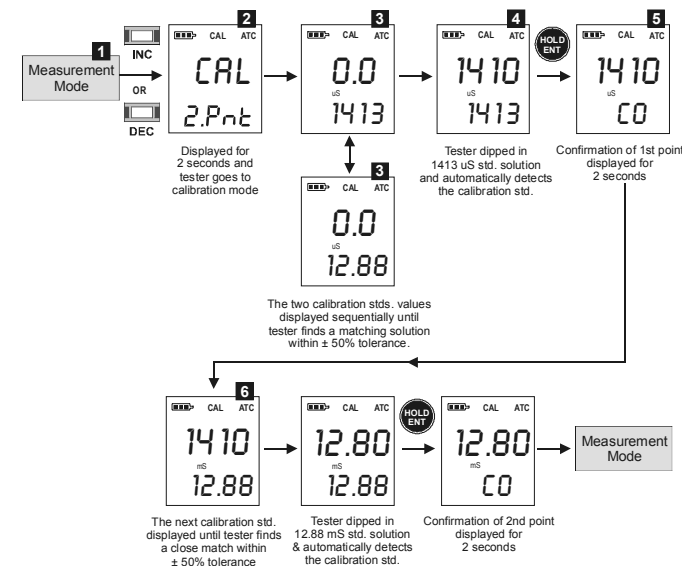 1
Measurement
Mode
INC
OR
DEC
2
CAL ATC
CAL
2.Pnt
Displayed for
2 seconds and
tester goes to
calibration mode
3
CAL ATC
0.0
uS
1413
3
CAL ATC
0.0
uS
12.88
The two calibration stds. values
displayed sequentially until
tester finds a matching solution
within ± 50% tolerance.
4
CAL ATC
1410
uS
1413
Tester dipped in
1413 uS std. solution
and automatically detects
the calibration std.
HOLD
ENT
5
CAL ATC
1410
uS
CO
Confirmation of 1st point
displayed for
2 seconds
6
CAL ATC
1410
mS
12.88
The next calibration std.
displayed until tester finds
a close match within
± 50% tolerance
CAL ATC
12.80
mS
12.88
Tester dipped in
12.88 mS std. solution
& automatically detects
the calibration std.
HOLD
ENT
CAL ATC
12.80
mS
CO
Confirmation of 2nd point
displayed for
2 seconds
Measurement
Mode